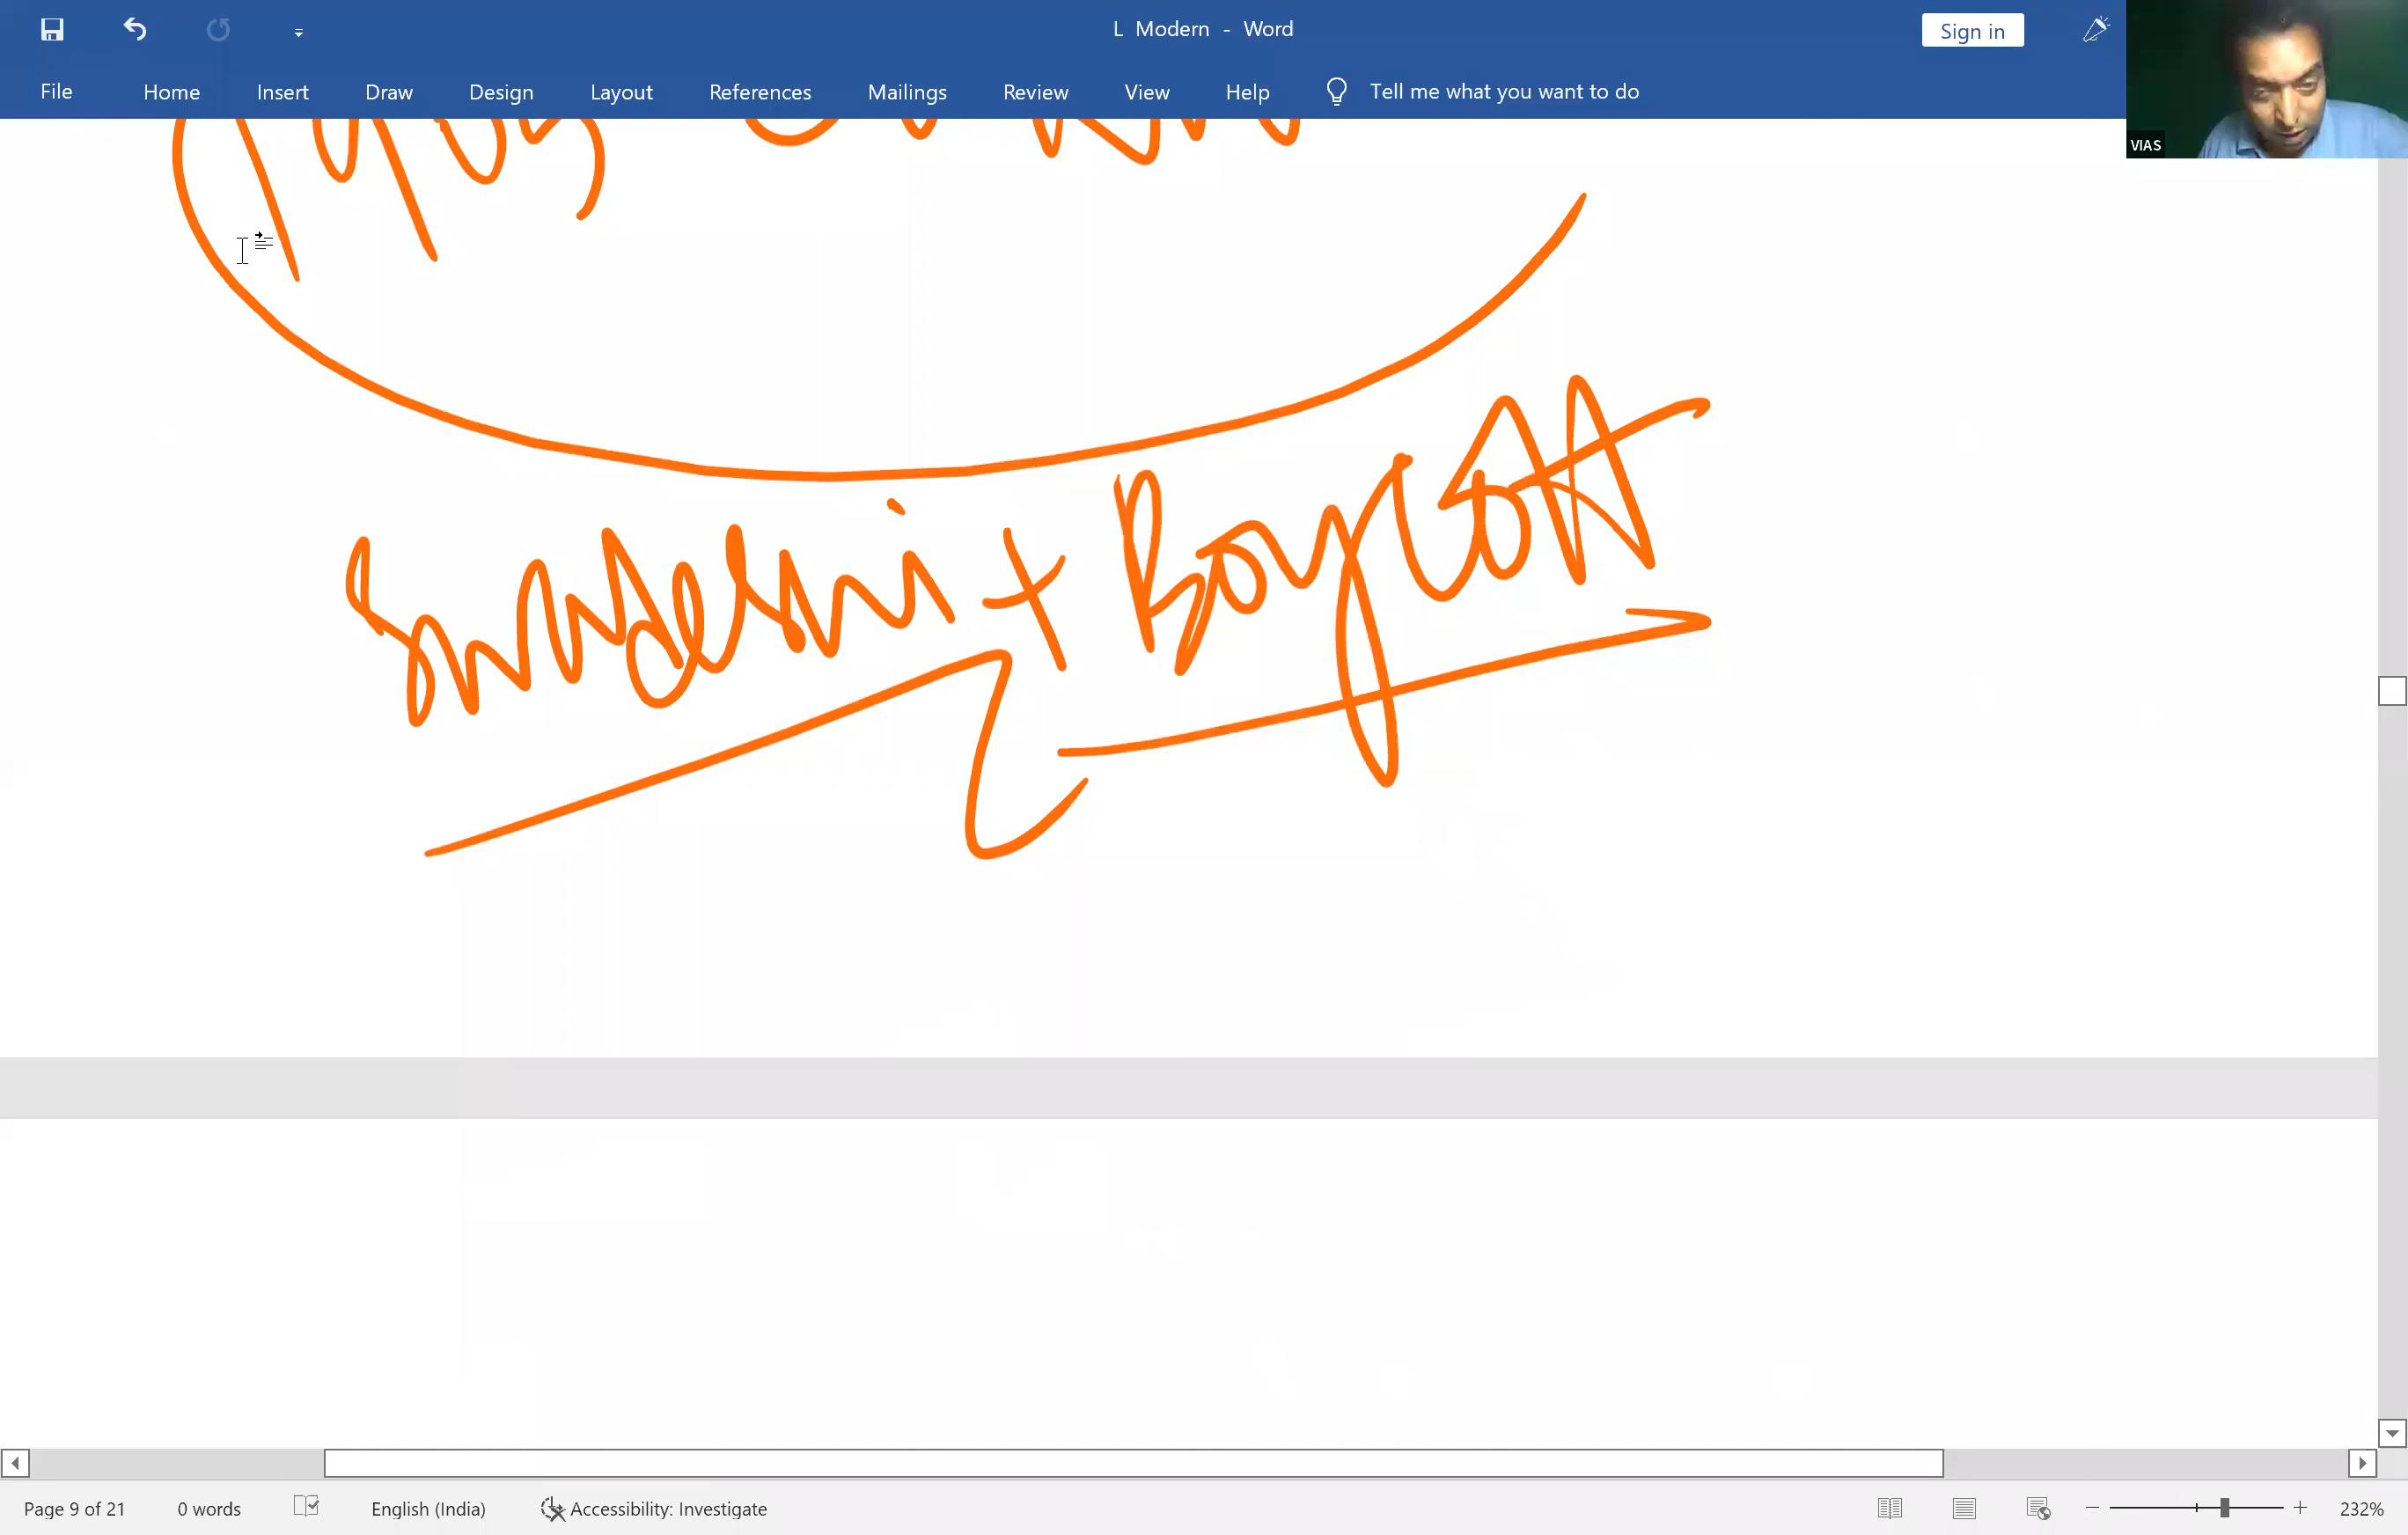 L Modern - Word
Sign in
File Home Insert Draw Design Layout References Mailings Review View Help Tell me what you want to do
VIAS
1905
Swadeshi + Boycott
Page 9 of 21 0 words English (India) Accessibility: Investigate 232%